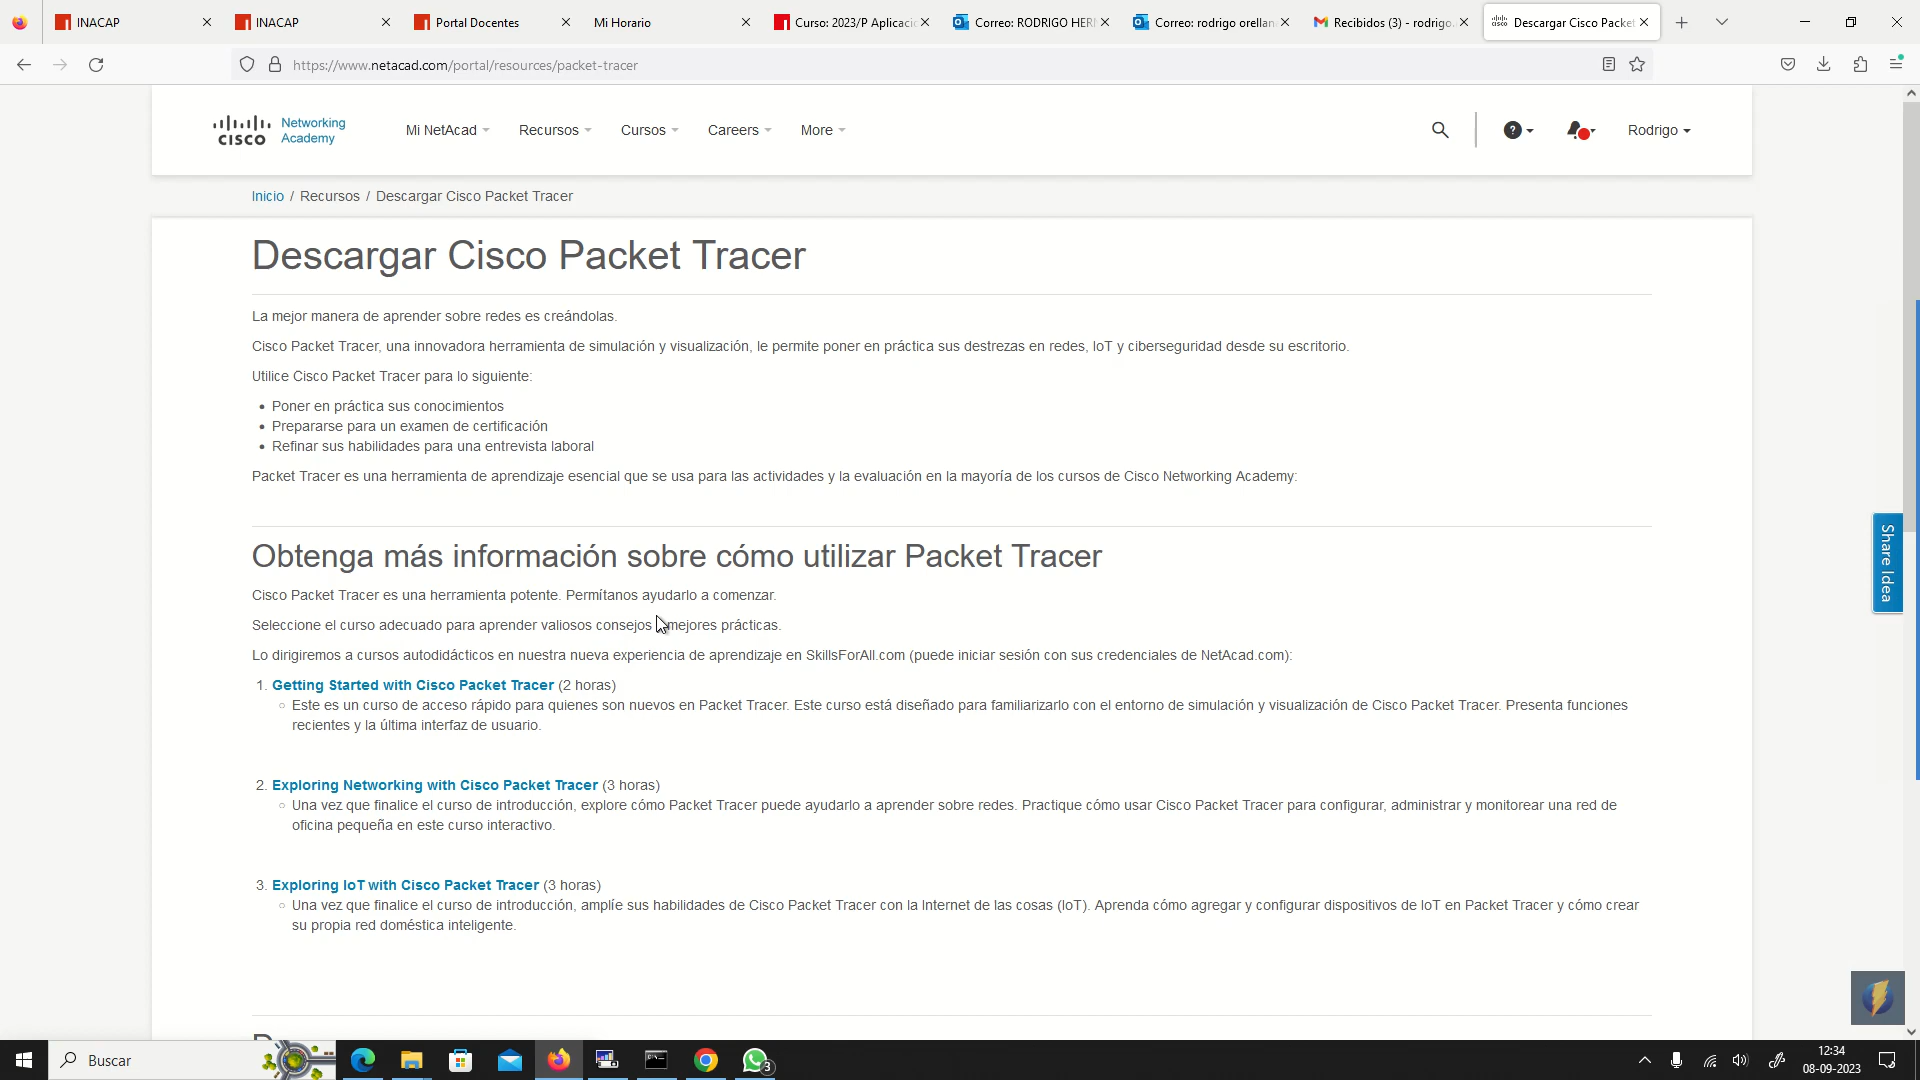 INACAP
INACAP
Portal Docentes
Mi Horario
Curso: 2023/P Aplicaci
Correo: RODRIGO HER
Correo: rodrigo orellan
Recibidos (3) - rodrigo.
Descargar Cisco Packet
https://www.netacad.com/portal/resources/packet-tracer
CISCO Networking Academy
Mi NetAcad
Recursos
Cursos
Careers
More
?
Rodrigo
Inicio / Recursos / Descargar Cisco Packet Tracer
Descargar Cisco Packet Tracer
La mejor manera de aprender sobre redes es creándolas.
Cisco Packet Tracer, una innovadora herramienta de simulación y visualización, le permite poner en práctica sus destrezas en redes, IoT y ciberseguridad desde su escritorio.
Utilice Cisco Packet Tracer para lo siguiente:
• Poner en práctica sus conocimientos
• Prepararse para un examen de certificación
• Refinar sus habilidades para una entrevista laboral
Packet Tracer es una herramienta de aprendizaje esencial que se usa para las actividades y la evaluación en la mayoría de los cursos de Cisco Networking Academy:
Obtenga más información sobre cómo utilizar Packet Tracer
Cisco Packet Tracer es una herramienta potente. Permítanos ayudarlo a comenzar.
Seleccione el curso adecuado para aprender valiosos consejos mejores prácticas.
Lo dirigiremos a cursos autodidácticos en nuestra nueva experiencia de aprendizaje en SkillsForAll.com (puede iniciar sesión con sus credenciales de NetAcad.com):
1. Getting Started with Cisco Packet Tracer (2 horas)
◦ Este es un curso de acceso rápido para quienes son nuevos en Packet Tracer. Este curso está diseñado para familiarizarlo con el entorno de simulación y visualización de Cisco Packet Tracer. Presenta funciones
recientes y la última interfaz de usuario.
2. Exploring Networking with Cisco Packet Tracer (3 horas)
◦ Una vez que finalice el curso de introducción, explore cómo Packet Tracer puede ayudarlo a aprender sobre redes. Practique cómo usar Cisco Packet Tracer para configurar, administrar y monitorear una red de
oficina pequeña en este curso interactivo.
3. Exploring IoT with Cisco Packet Tracer (3 horas)
◦ Una vez que finalice el curso de introducción, amplíe sus habilidades de Cisco Packet Tracer con la Internet de las cosas (IoT). Aprenda cómo agregar y configurar dispositivos de IoT en Packet Tracer y cómo crear
su propia red doméstica inteligente.
Share Idea
Buscar
3
12:34
08-09-2023